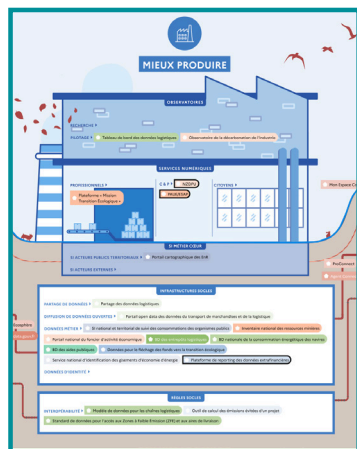 MIEUX PRODUIRE
OBSERVATOIRES
RECHERCHE
PILOTAGE Tableau de bord des données logistiques Observatoire de la décarbonation de l'industrie
SERVICES NUMÉRIQUES
PROFESSIONNELS C & P CITOYENS
Plateforme « Mission
Transition Écologique »
Mon Espace
SI MÉTIER CŒUR
SI ACTEURS PUBLICS TERRITORIAUX Portail cartographique des EnR
SI ACTEURS EXTERNES
ProConnect
INFRASTRUCTURES SOCLES
PARTAGE DE DONNÉES Partage des données logistiques
DIFFUSION DE DONNÉES OUVERTES Portail open data des données du transport de marchandises et de la logistique
DONNÉES MÉTIER SI national et territorial de suivi des consommations des organismes publics Inventaire national des ressources minières
Portail national du foncier d'activité économique BD des entrepôts logistiques BD nationale de la consommation énergétique des navires
BD des aides publiques Données pour le fléchage des fonds vers la transition écologique
Service national d'identification des gisements d'économie d'énergie Plateforme de reporting des données extrafinancières
DONNÉES D'IDENTITÉ
RÈGLES SOCLES
INTEROPÉRABILITÉ Modèle de données pour les chaînes logistiques Outil de calcul des émissions évitées d'un projet
Standard de données pour l'accès aux Zones à Faible Émission (ZFE) et aux aires de livraison